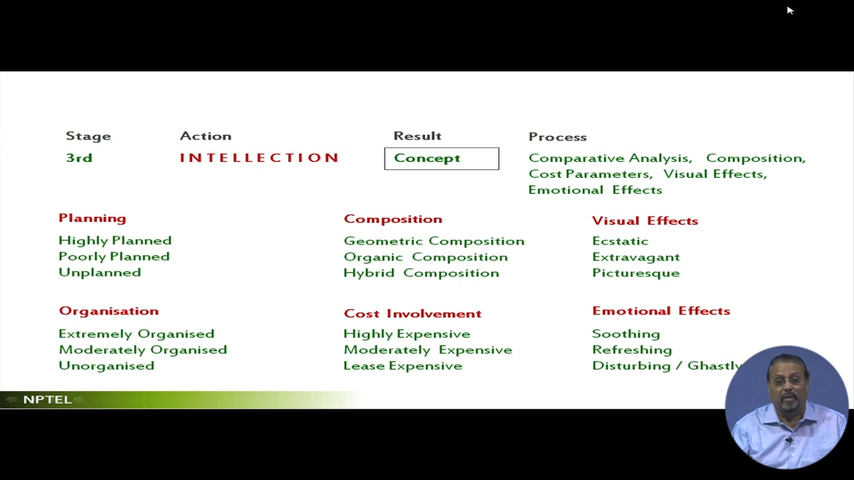 Stage Action Result Process
3rd INTELLECTION Concept Comparative Analysis, Composition,
Cost Parameters, Visual Effects,
Emotional Effects
Planning
Highly Planned
Poorly Planned
Unplanned
Composition
Geometric Composition
Organic Composition
Hybrid Composition
Visual Effects
Ecstatic
Extravagant
Picturesque
Organisation
Extremely Organised
Moderately Organised
Unorganised
Cost Involvement
Highly Expensive
Moderately Expensive
Lease Expensive
Emotional Effects
Soothing
Refreshing
Disturbing / Ghastly
NPTEL